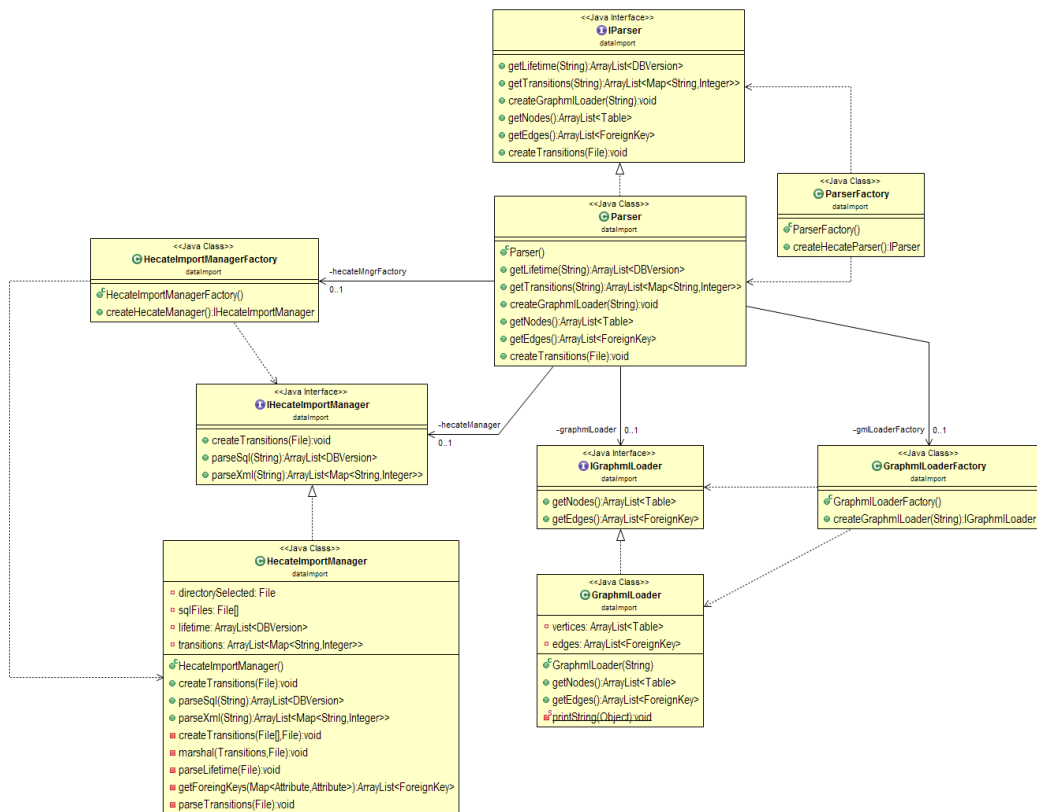 <<Java Interface>>
IParser
dataImport
getLifetime(String):ArrayList<DBVersion>
getTransitions(String):ArrayList<Map<String,Integer>>
createGraphmlLoader(String):void
getNodes():ArrayList<Table>
getEdges():ArrayList<ForeignKey>
createTransitions(File):void
<<Java Class>>
ParserFactory
dataImport
ParserFactory()
createHecateParser():IParser
<<Java Class>>
Parser
dataImport
Parser()
getLifetime(String):ArrayList<DBVersion>
getTransitions(String):ArrayList<Map<String,Integer>>
createGraphmlLoader(String):void
getNodes():ArrayList<Table>
getEdges():ArrayList<ForeignKey>
createTransitions(File):void
<<Java Class>>
HecateImportManagerFactory
dataImport
HecateImportManagerFactory()
createHecateManager():IHecateImportManager
-hecateMngrFactory
0..1
<<Java Interface>>
IHecateImportManager
dataImport
createTransitions(File):void
parseSql(String):ArrayList<DBVersion>
parseXml(String):ArrayList<Map<String,Integer>>
-hecateManager
0..1
-graphmlLoader
0..1
-gmlLoaderFactory
0..1
<<Java Interface>>
IGraphmlLoader
dataImport
getNodes():ArrayList<Table>
getEdges():ArrayList<ForeignKey>
<<Java Class>>
GraphmlLoaderFactory
dataImport
GraphmlLoaderFactory()
createGraphmlLoader(String):IGraphmlLoader
<<Java Class>>
HecateImportManager
dataImport
directorySelected: File
sqlFiles: File[]
lifetime: ArrayList<DBVersion>
transitions: ArrayList<Map<String,Integer>>
HecateImportManager()
createTransitions(File):void
parseSql(String):ArrayList<DBVersion>
parseXml(String):ArrayList<Map<String,Integer>>
createTransitions(File[],File):void
marshal(Transitions,File):void
parseLifetime(File):void
getForeingKeys(Map<Attribute,Attribute>):ArrayList<ForeignKey>
parseTransitions(File):void
<<Java Class>>
GraphmlLoader
dataImport
vertices: ArrayList<Table>
edges: ArrayList<ForeignKey>
GraphmlLoader(String)
getNodes():ArrayList<Table>
getEdges():ArrayList<ForeignKey>
printString(Object):void